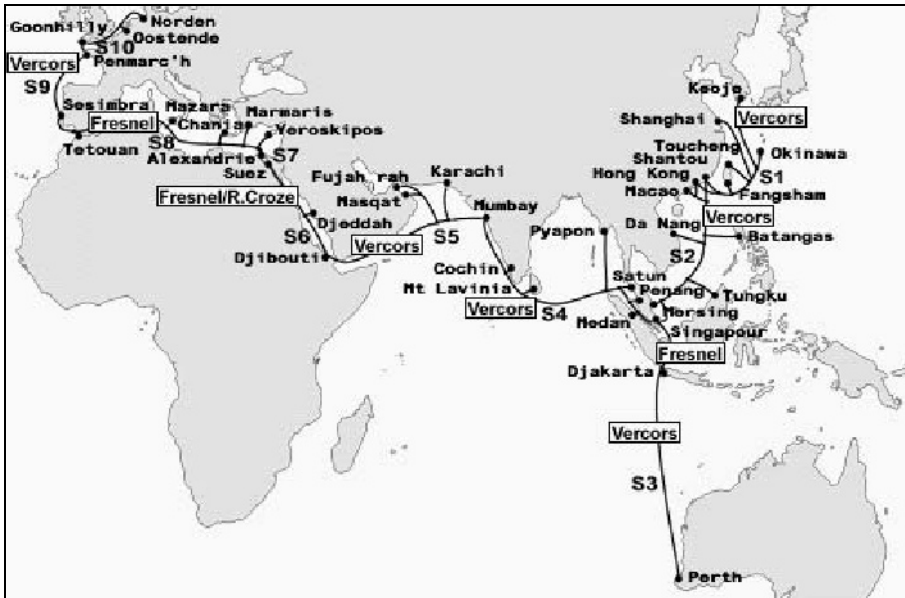 Norden
Goonhilly
Oostende
S10
Penmarc'h
Vercors
S9
Sesimbra
Mazara
Marmaris
Fresnel
Chania
Yeroskipos
Tetouan
S8
S7
Alexandrie
Suez
Fujah rah
Karachi
Fresnel/R.Croze
Masqat
Mumbay
Djeddah
S6
S5
Vercors
Djibouti
Cochin
Mt Lavinia
Vercors
S4
Pyapon
Keoje
Vercors
Shanghai
Toucheng
Okinawa
Shantou
S1
Hong Kong
Fangsham
Macao
Vercors
Da Nang
Batangas
S2
Satun
Penang
Tungku
Mersing
Medan
Singapour
Fresnel
Djakarta
Vercors
S3
Perth